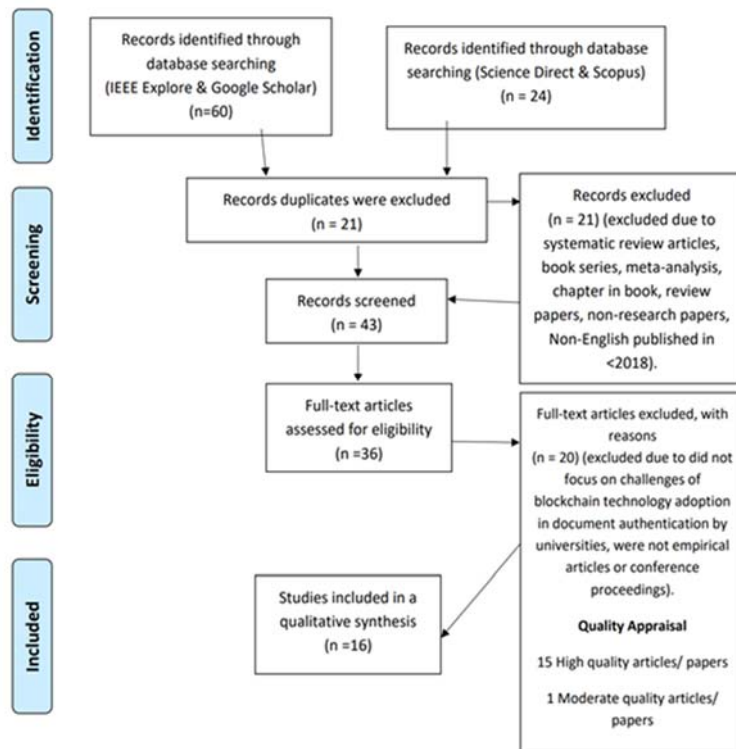 Identification
Records identified through
database searching
(IEEE Explore & Google Scholar)
(n=60)
Records identified through database
searching (Science Direct & Scopus)
(n = 24)
Screening
Records duplicates were excluded
(n = 21)
Records excluded
(n = 21) (excluded due to
systematic review articles,
book series, meta-analysis,
chapter in book, review
papers, non-research papers,
Non-English published in
<2018).
Records screened
(n = 43)
Eligibility
Full-text articles
assessed for eligibility
(n =36)
Full-text articles excluded, with
reasons
(n = 20) (excluded due to did not
focus on challenges of
blockchain technology adoption
in document authentication by
universities, were not empirical
articles or conference
proceedings).
Quality Appraisal
15 High quality articles/ papers
1 Moderate quality articles/
papers
Included
Studies included in a
qualitative synthesis
(n =16)